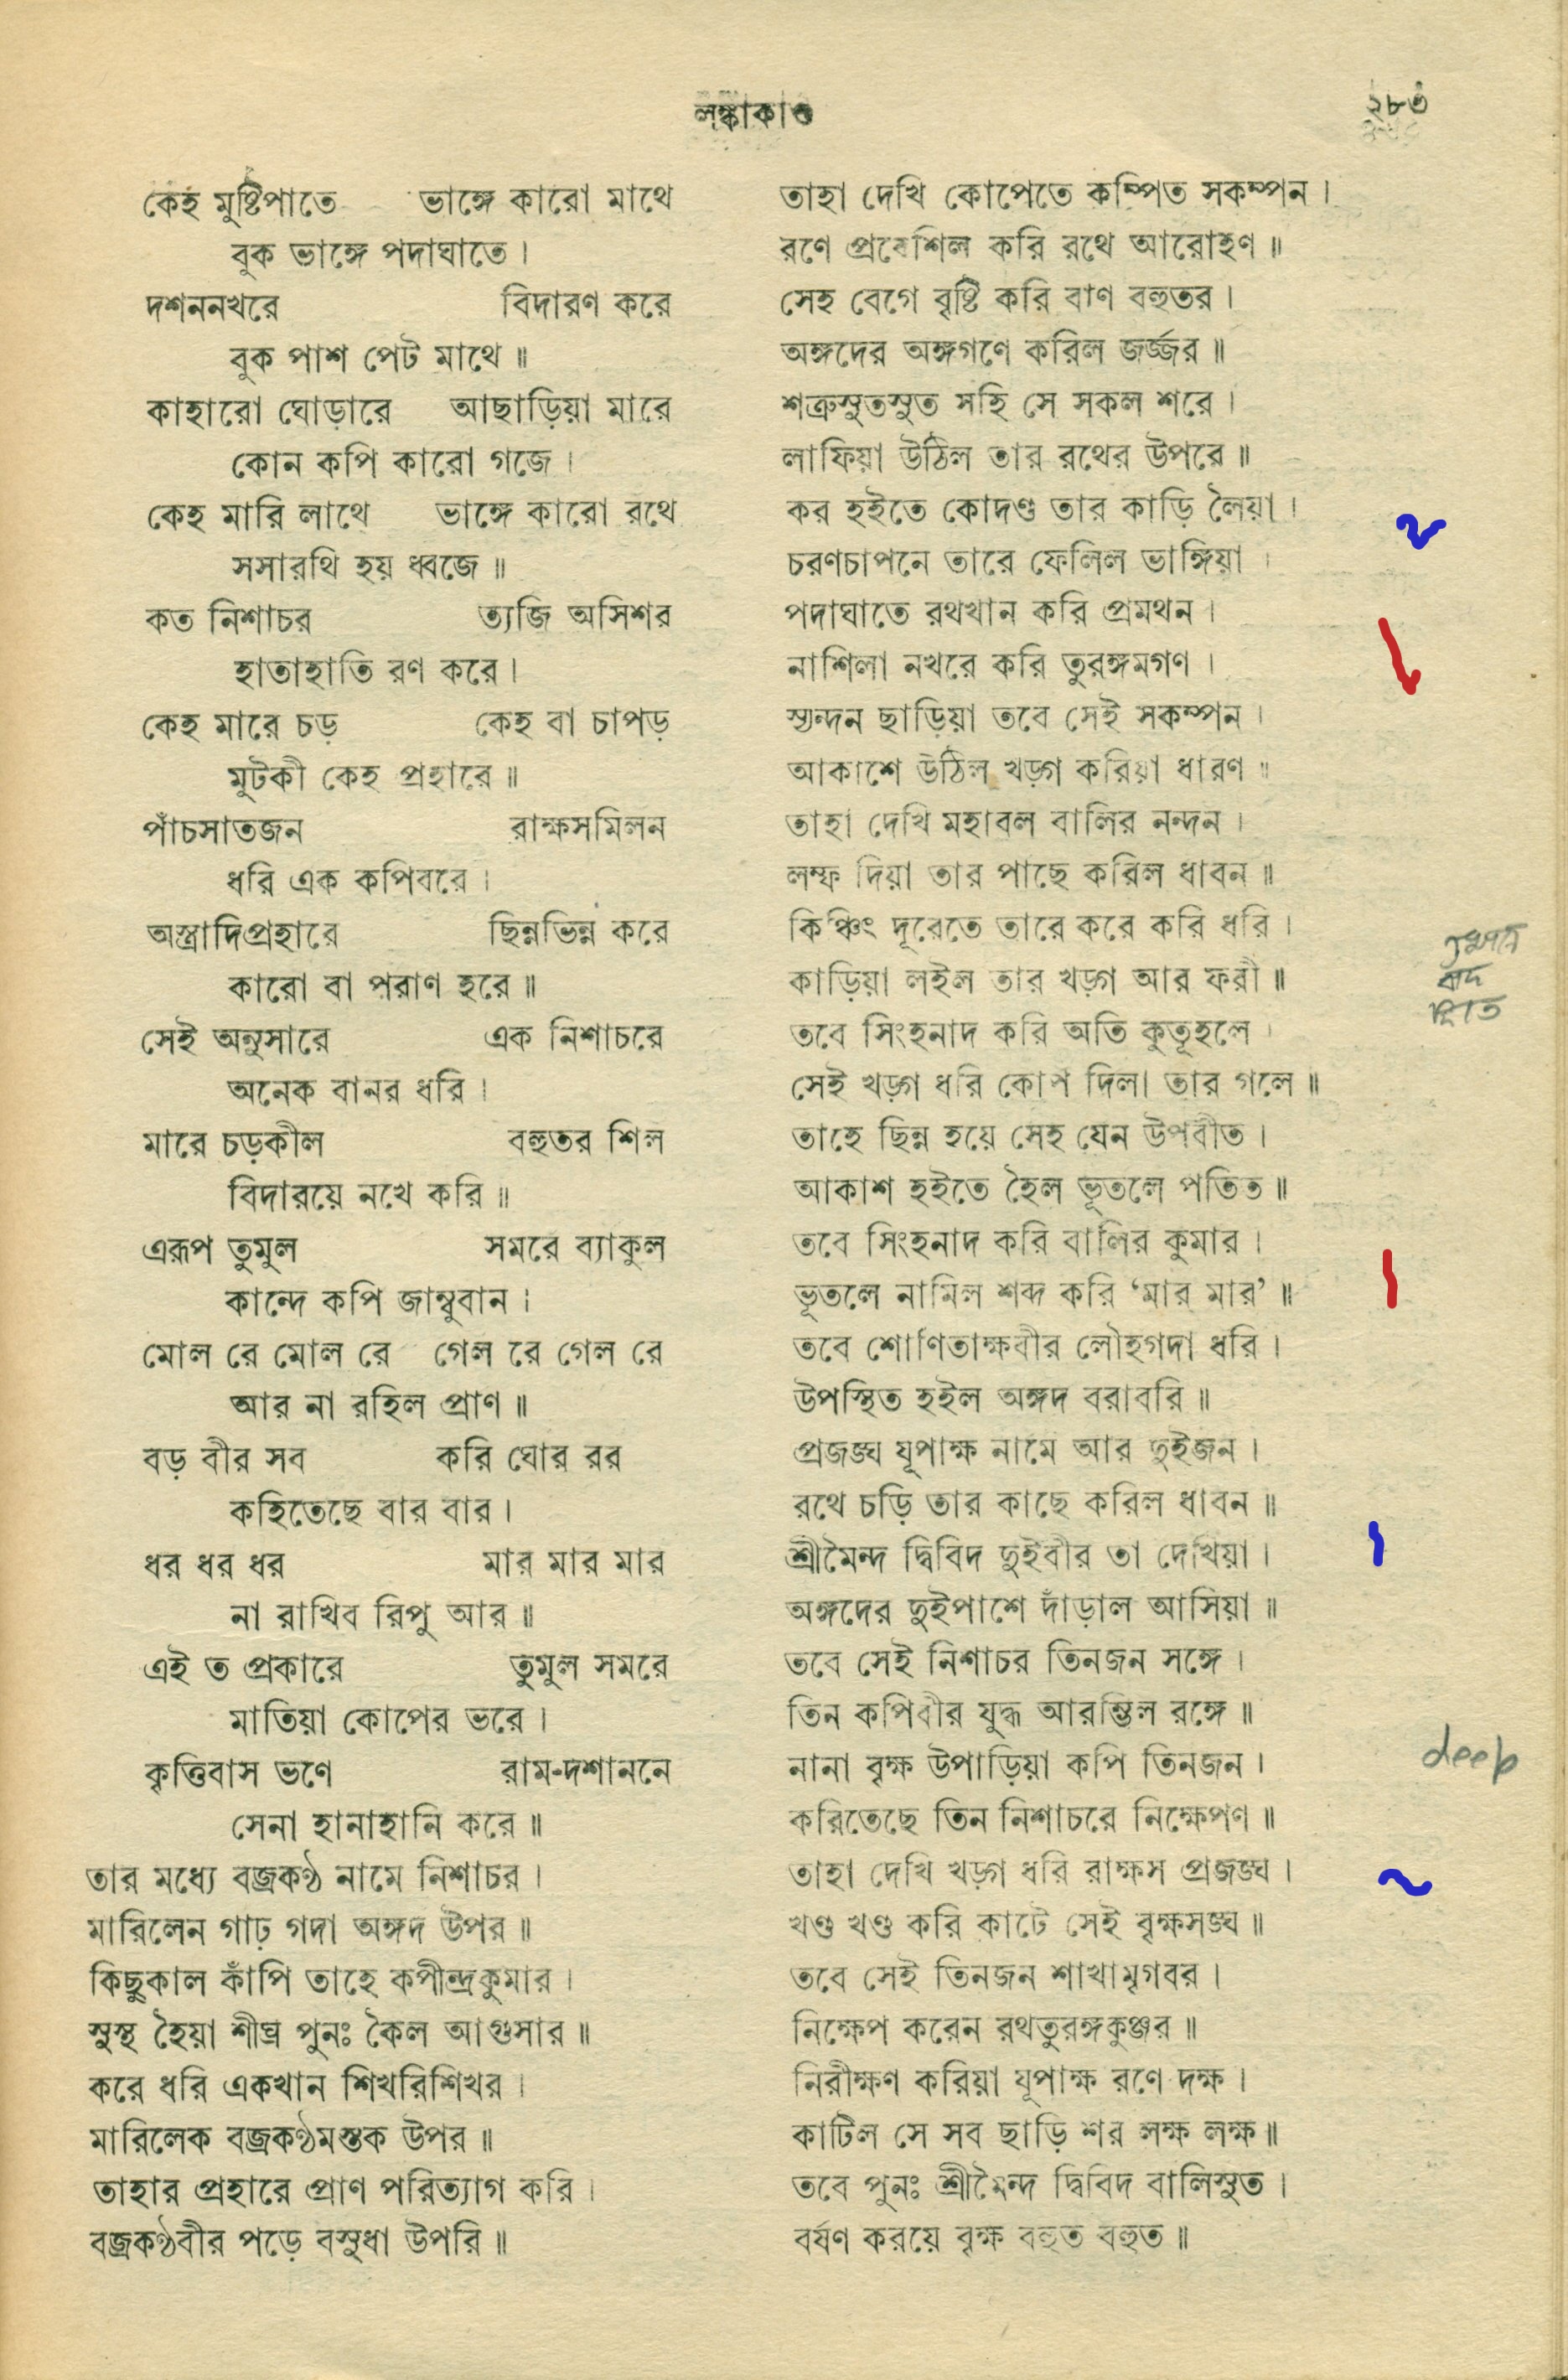 লঙ্কাকাণ্ড
২৮৩
কেহ মুষ্টিপাতে ভাঙ্গে কারো মাথে
বুক ভাঙ্গে পদাঘাতে।
দশননখরে বিদারণ করে
বুক পাশ পেট মাথে॥
কাহারো ঘোড়ারে আছাড়িয়া মারে
কোন কপি কারো গজে।
কেহ মারি লাথে ভাঙ্গে কারো রথে
সসারথি হয় ধ্বজে॥
কত নিশাচর ত্যজি অসিশর
হাতাহাতি রণ করে।
কেহ মারে চড় কেহ বা চাপড়
মুটকী কেহ প্রহারে॥
পাঁচসাতজন রাক্ষসমিলন
ধরি এক কপিবরে।
অস্ত্রাদিপ্রহারে ছিন্নভিন্ন করে
কারো বা পরাণ হরে॥
সেই অনুসারে এক নিশাচরে
অনেক বানর ধরি।
মারে চড়কীল বহুতর শিল
বিদারয়ে নখে করি॥
এরূপ তুমুল সমরে ব্যাকুল
কান্দে কপি জাম্বুবান।
মোল রে মোল রে গেল রে গেল রে
আর না রহিল প্রাণ॥
বড় বীর সব করি ঘোর রর
কহিতেছে বার বার।
ধর ধর ধর মার মার মার
না রাখিব রিপু আর॥
এই ত প্রকারে তুমুল সমরে
মাতিয়া কোপের ভরে।
কৃত্তিবাস ভণে রাম-দশাননে
সেনা হানাহানি করে॥
তার মধ্যে বজ্রকণ্ঠ নামে নিশাচর।
মারিলেন গাঢ় গদা অঙ্গদ উপর॥
কিছুকাল কাঁপি তাহে কপীন্দ্রকুমার।
সুস্থ হৈয়া শীঘ্র পুনঃ কৈল আগুসার॥
করে ধরি একখান শিখরিশিখর।
মারিলেক বজ্রকণ্ঠমস্তক উপর॥
তাহার প্রহারে প্রাণ পরিত্যাগ করি।
বজ্রকণ্ঠবীর পড়ে বসুধা উপরি॥
তাহা দেখি কোপেতে কম্পিত সকম্পন।
রণে প্রবেশিল করি রথে আরোহণ॥
সেহ বেগে বৃষ্টি করি বাণ বহুতর।
অঙ্গদের অঙ্গগণে করিল জর্জ্জর॥
শত্রুসুতসুত সহি সে সকল শরে।
লাফিয়া উঠিল তার রথের উপরে॥
কর হইতে কোদণ্ড তার কাড়ি লৈয়া।
চরণচাপনে তারে ফেলিল ভাঙ্গিয়া।
পদাঘাতে রথখান করি প্রমথন।
নাশিলা নখরে করি তুরঙ্গমগণ।
স্যন্দন ছাড়িয়া তবে সেই সকম্পন।
আকাশে উঠিল খড়্গ করিয়া ধারণ॥
তাহা দেখি মহাবল বালির নন্দন।
লম্ফ দিয়া তার পাছে করিল ধাবন॥
কিঞ্চিৎ দূরেতে তারে করে করি ধরি।
কাড়িয়া লইল তার খড়্গ আর ফরী॥
তবে সিংহনাদ করি অতি কুতূহলে।
সেই খড়্গ ধরি কোপ দিলা তার গলে॥
তাহে ছিন্ন হয়ে সেহ যেন উপবীত।
আকাশ হইতে হৈল ভূতলে পতিত॥
তবে সিংহনাদ করি বালির কুমার।
ভূতলে নামিল শব্দ করি ‘মার মার’॥
তবে শোণিতাক্ষবীর লৌহগদা ধরি।
উপস্থিত হইল অঙ্গদ বরাবরি॥
প্রজঙ্ঘ যূপাক্ষ নামে আর দুইজন।
রথে চড়ি তার কাছে করিল ধাবন॥
শ্রীমৈন্দ দ্বিবিদ দুইবীর তা দেখিয়া।
অঙ্গদের দুইপাশে দাঁড়াল আসিয়া॥
তবে সেই নিশাচর তিনজন সঙ্গে।
তিন কপিবীর যুদ্ধ আরম্ভিল রঙ্গে॥
নানা বৃক্ষ উপাড়িয়া কপি তিনজন।
করিতেছে তিন নিশাচরে নিক্ষেপণ॥
তাহা দেখি খড়্গ ধরি রাক্ষস প্রজঙ্ঘ।
খণ্ড খণ্ড করি কাটে সেই বৃক্ষসঙ্ঘ॥
তবে সেই তিনজন শাখামৃগবর।
নিক্ষেপ করেন রথতুরঙ্গকুঞ্জর॥
নিরীক্ষণ করিয়া যূপাক্ষ রণে দক্ষ।
কাটিল সে সব ছাড়ি শর লক্ষ লক্ষ॥
তবে পুনঃ শ্রীমৈন্দ দ্বিবিদ বালিসুত।
বর্ষণ করয়ে বৃক্ষ বহুত বহুত॥
বাদ
deep